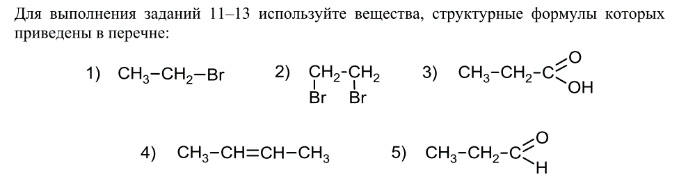 Для выполнения заданий 11–13 используйте вещества, структурные формулы которых
приведены в перечне:
1) CH₃–CH₂–Br 2) CH₂-CH₂ 3) CH₃–CH₂–C O
Br Br OH
4) CH₃–CH=CH–CH₃ 5) CH₃–CH₂–C O
H